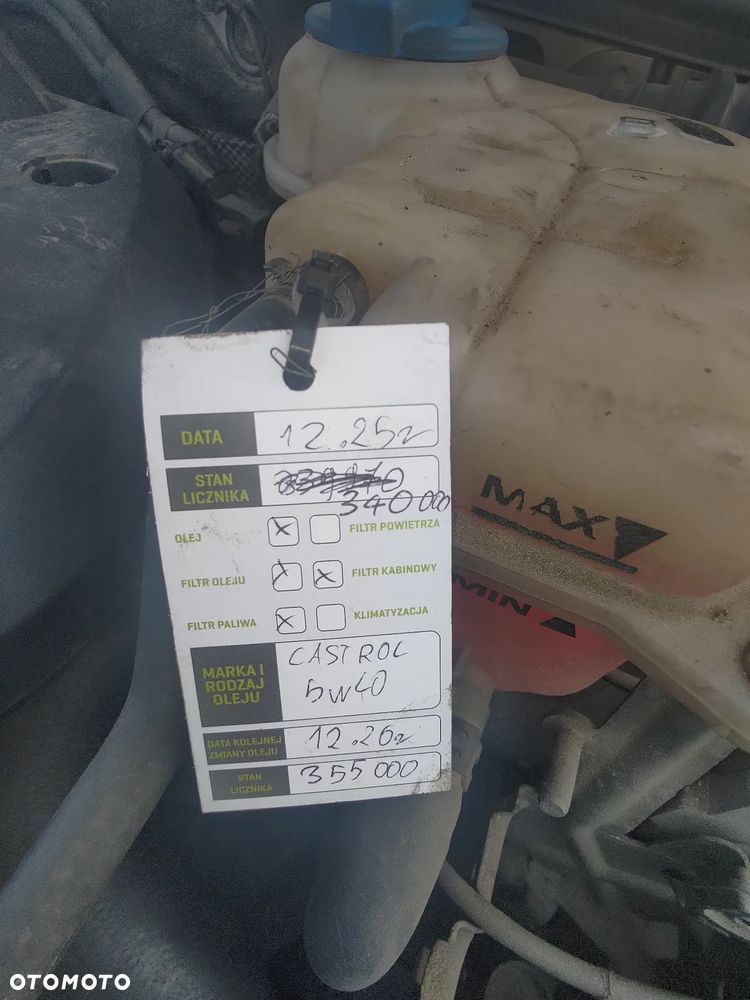 DATA 12.25r
STAN LICZNIKA 340 000
OLEJ x FILTR POWIETRZA
FILTR OLEJU x x FILTR KABINOWY
FILTR PALIWA x KLIMATYZACJA
MARKA I RODZAJ OLEJU CASTROL
5W40
DATA KOLEJNEJ ZMIANY OLEJU 12.26r
STAN LICZNIKA 355 000
MAX
MIN
OTOMOTO